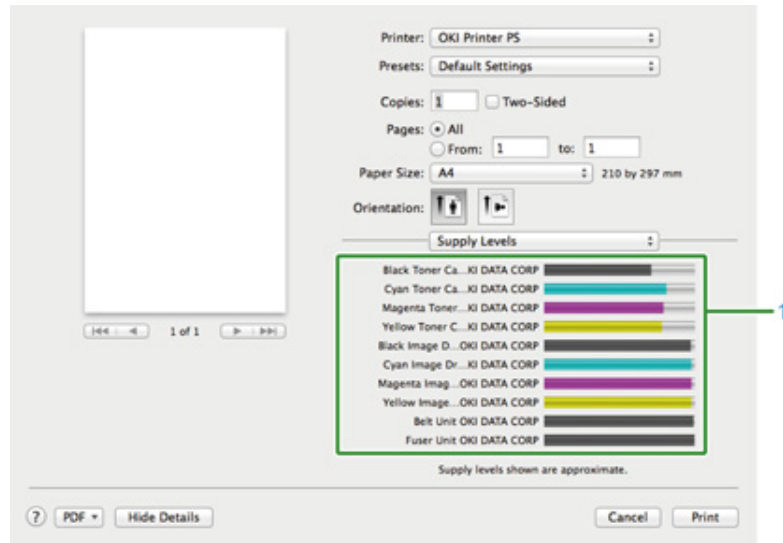 Printer: OKI Printer PS
Presets: Default Settings
Copies: 1 Two-Sided
Pages: All
From: 1 to: 1
Paper Size: A4 210 by 297 mm
Orientation:
Supply Levels
Black Toner Ca...KI DATA CORP
Cyan Toner Ca...KI DATA CORP
Magenta Toner...KI DATA CORP
Yellow Toner C...KI DATA CORP
Black Image D...OKI DATA CORP
Cyan Image Dr...KI DATA CORP
Magenta Imag...OKI DATA CORP
Yellow Image...OKI DATA CORP
Belt Unit OKI DATA CORP
Fuser Unit OKI DATA CORP
1
1 of 1
Supply levels shown are approximate.
? PDF Hide Details Cancel Print